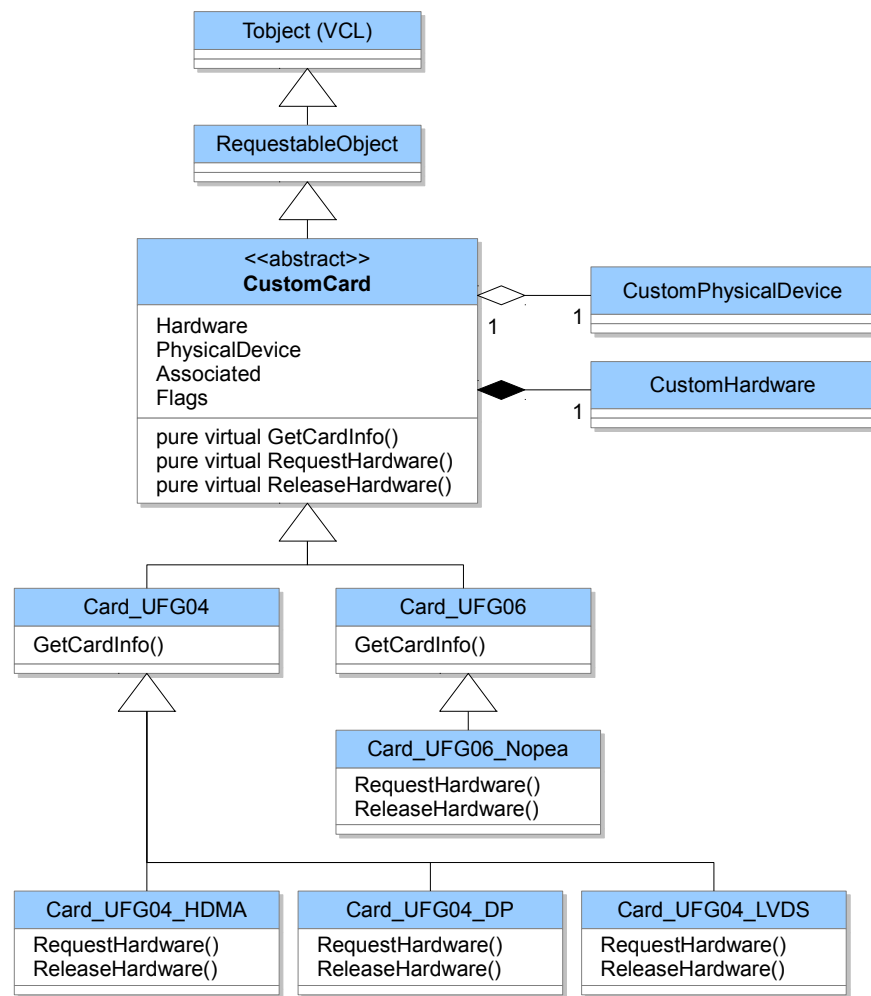 Tobject (VCL)
RequestableObject
<<abstract>>
CustomCard
Hardware
PhysicalDevice
Associated
Flags
pure virtual GetCardInfo()
pure virtual RequestHardware()
pure virtual ReleaseHardware()
1
1
CustomPhysicalDevice
1
CustomHardware
Card_UFG04
GetCardInfo()
Card_UFG06
GetCardInfo()
Card_UFG06_Nopea
RequestHardware()
ReleaseHardware()
Card_UFG04_HDMA
RequestHardware()
ReleaseHardware()
Card_UFG04_DP
RequestHardware()
ReleaseHardware()
Card_UFG04_LVDS
RequestHardware()
ReleaseHardware()